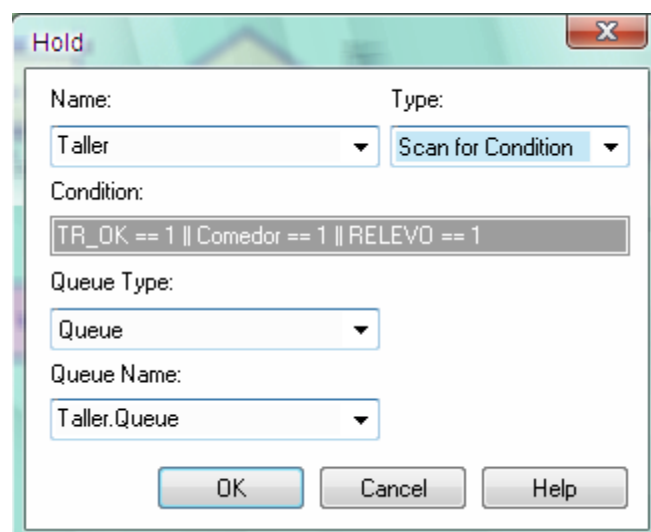 Hold
Name:
Type:
Taller
Scan for Condition
Condition:
TR_OK == 1 || Comedor == 1 || RELEVO == 1
Queue Type:
Queue
Queue Name:
Taller.Queue
OK
Cancel
Help